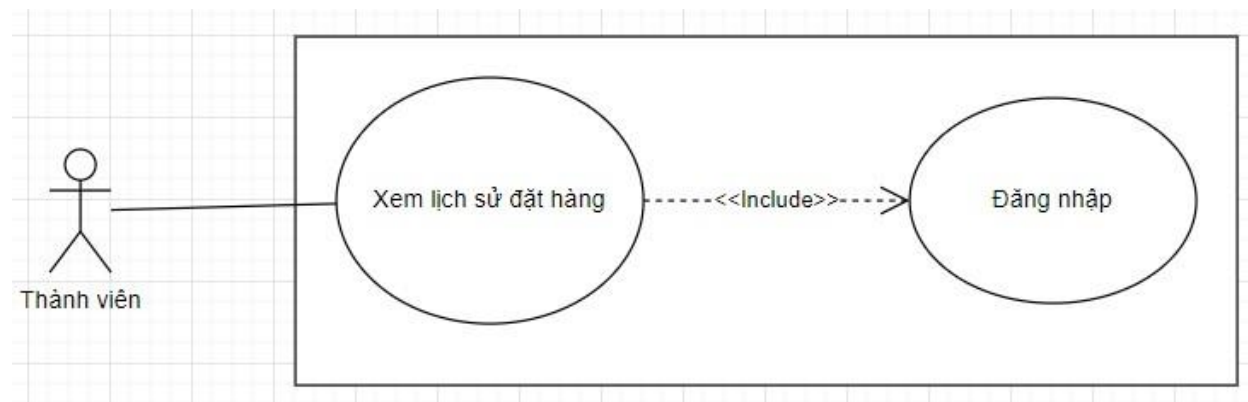 Xem lịch sử đặt hàng
<<Include>>
Đăng nhập
Thành viên